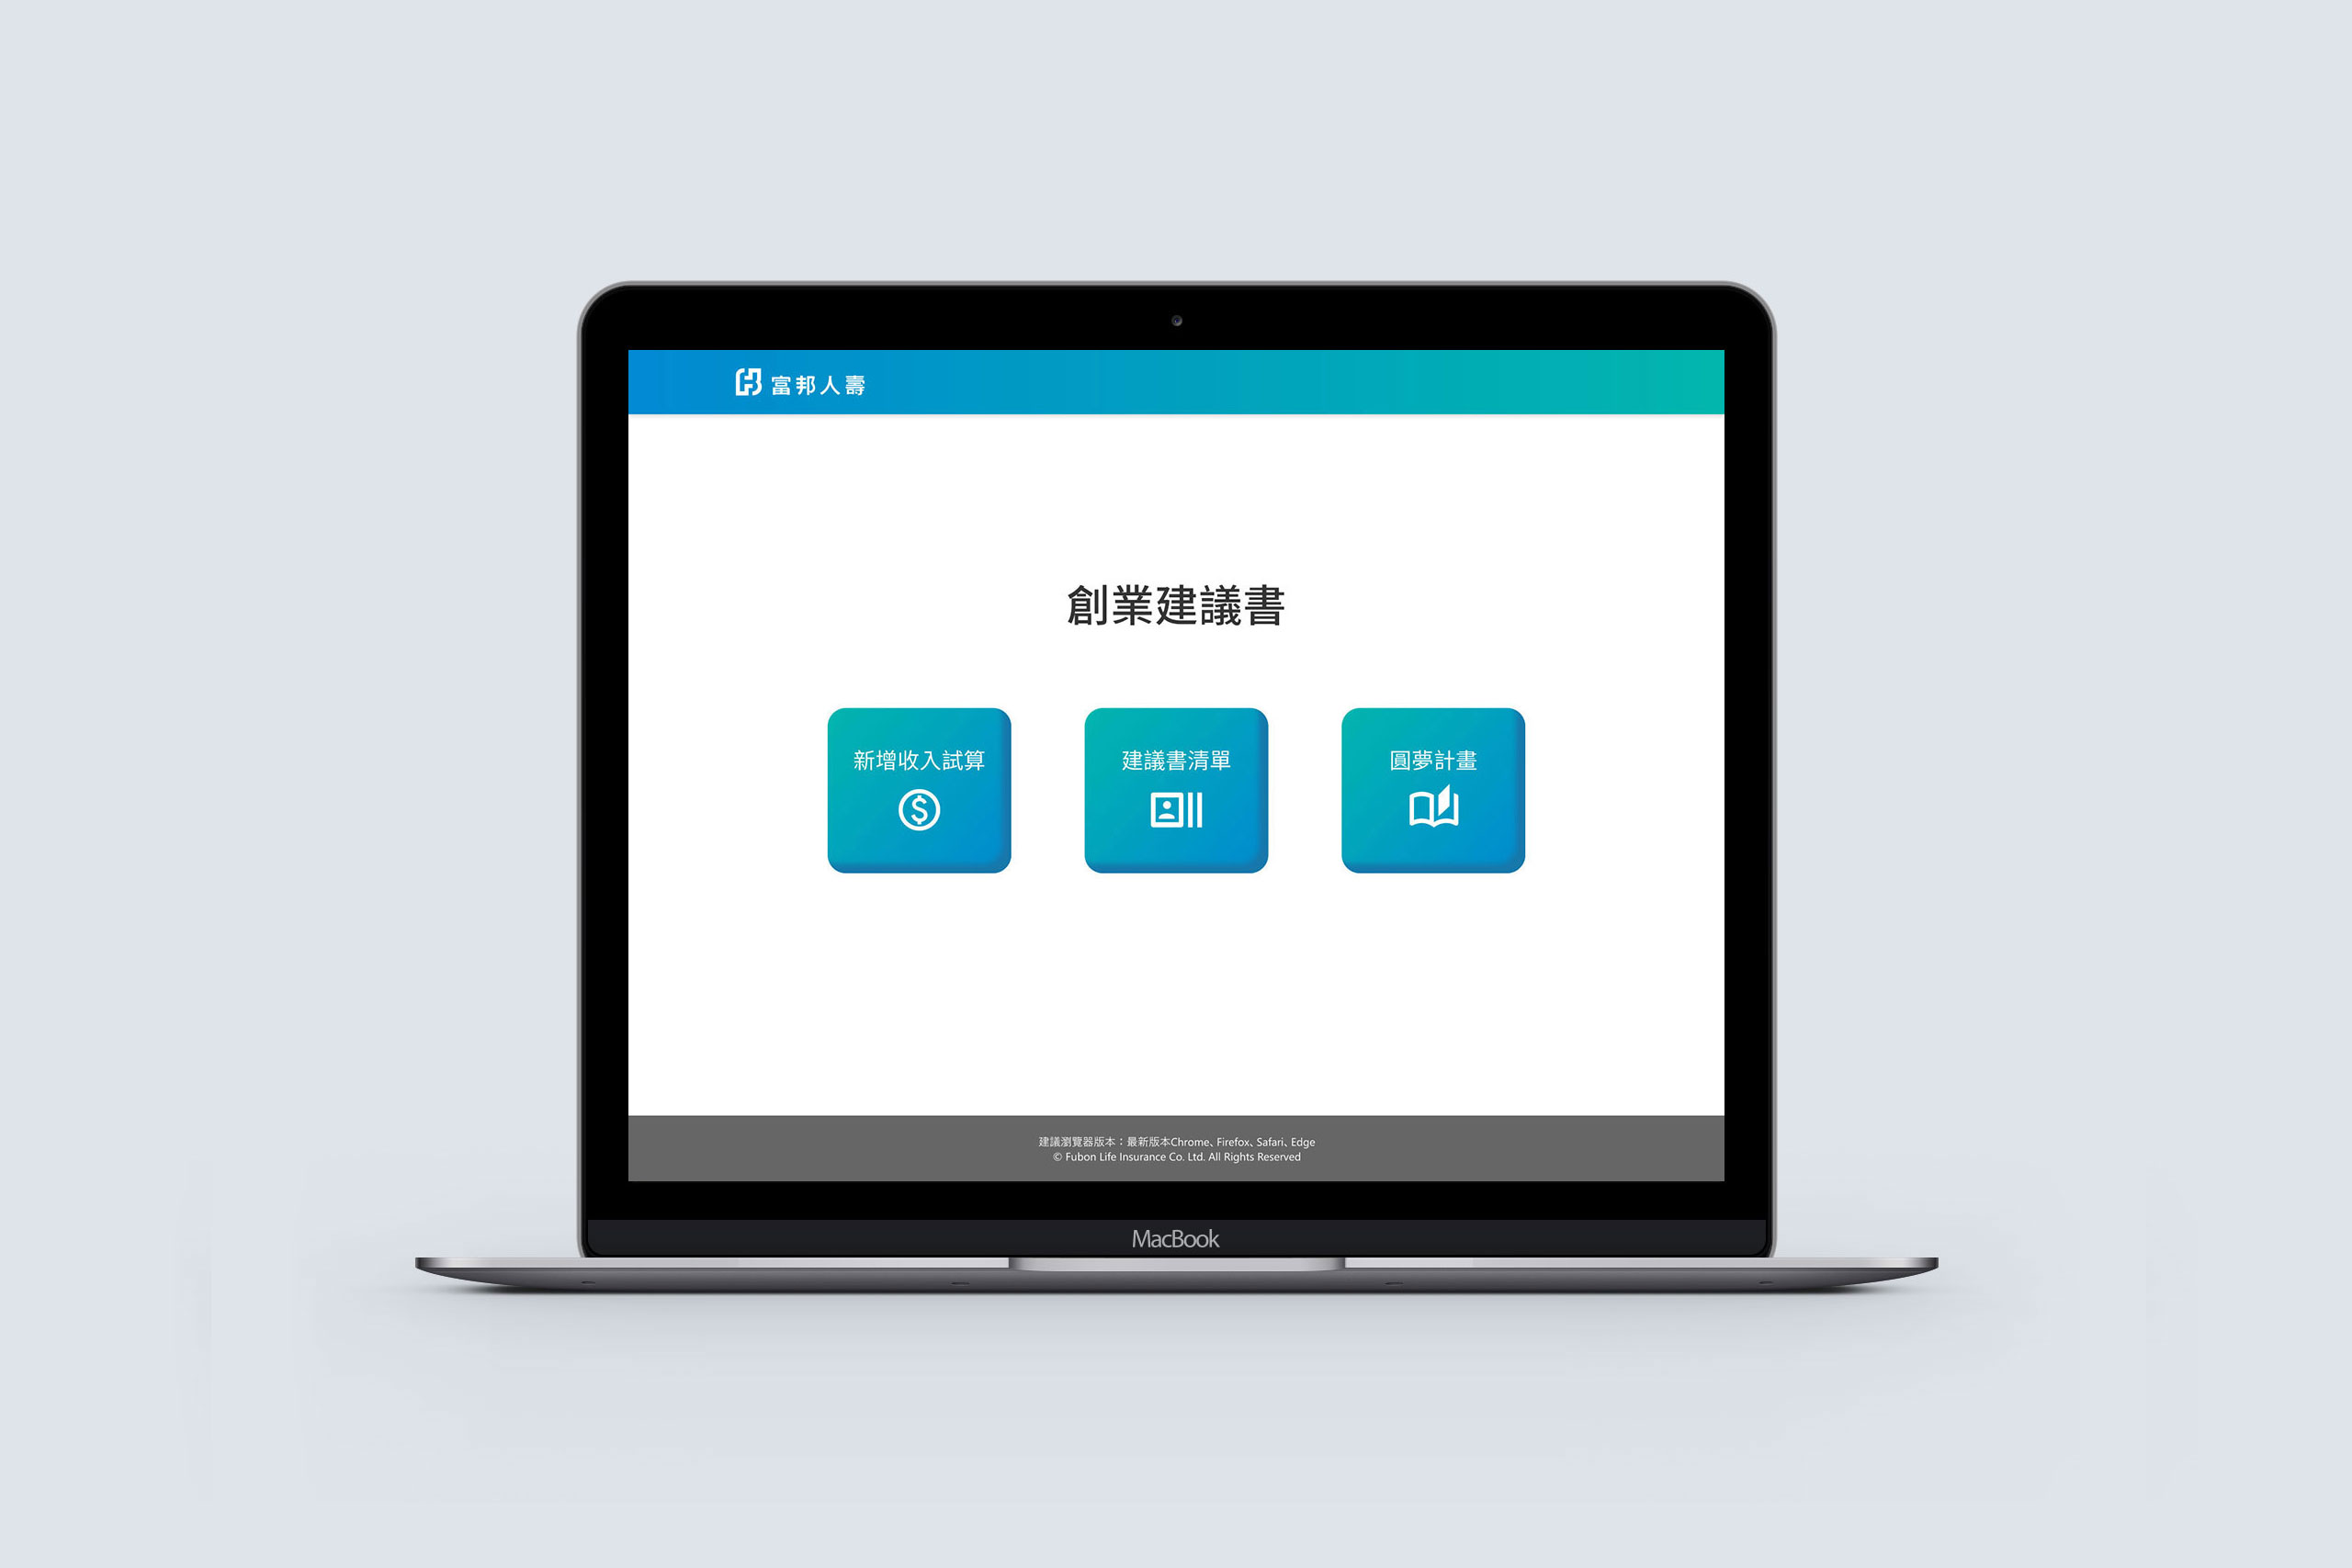 富邦人壽
創業建議書
新增收入試算
建議書清單
圓夢計畫
建議瀏覽器版本：最新版本Chrome、Firefox、Safari、Edge
© Fubon Life Insurance Co. Ltd. All Rights Reserved
MacBook